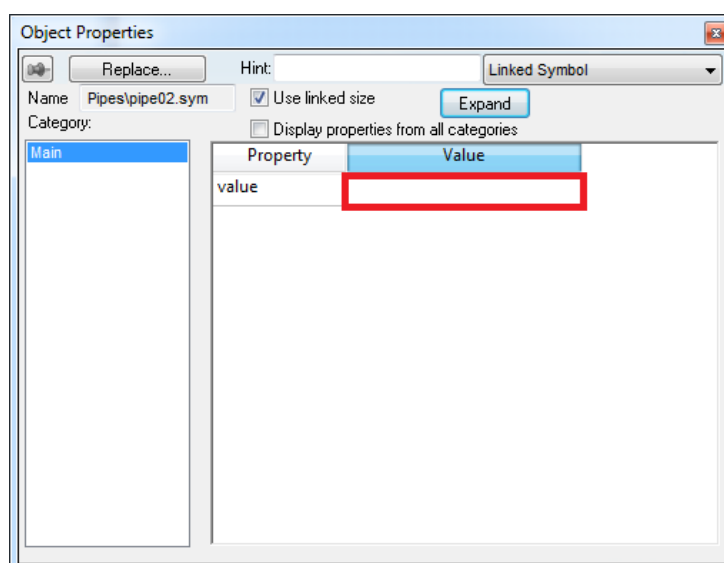 Object Properties
Replace... Hint: Linked Symbol
Name Pipes\pipe02.sym Use linked size Expand
Category: Display properties from all categories
Main Property Value
value